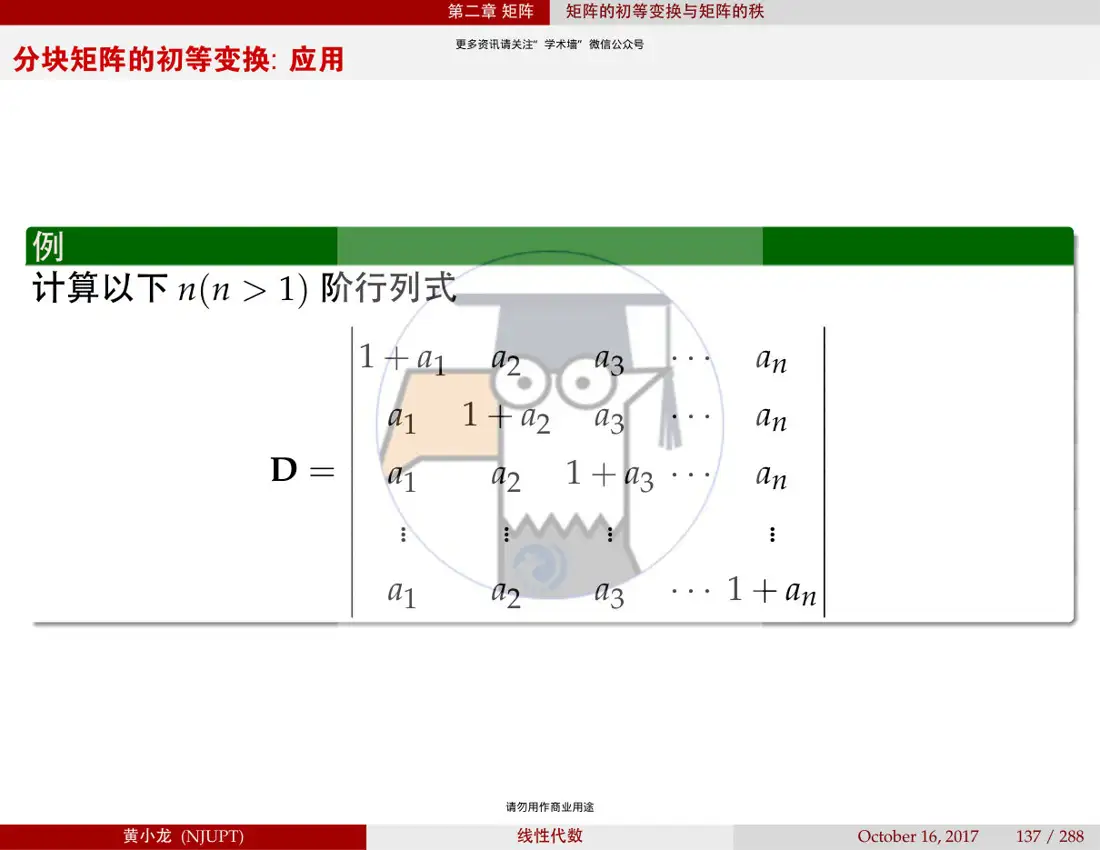 第二章 矩阵 矩阵的初等变换与矩阵的秩
更多资讯请关注“学术墙”微信公众号
分块矩阵的初等变换: 应用
例
计算以下 n(n > 1) 阶行列式
1 + a₁ a₂ a₃ ⋯ aₙ
a₁ 1 + a₂ a₃ ⋯ aₙ
D = a₁ a₂ 1 + a₃ ⋯ aₙ
⋮ ⋮ ⋮ ⋮
a₁ a₂ a₃ ⋯ 1 + aₙ
请勿用作商业用途
黄小龙 (NJUPT) 线性代数 October 16, 2017 137 / 288